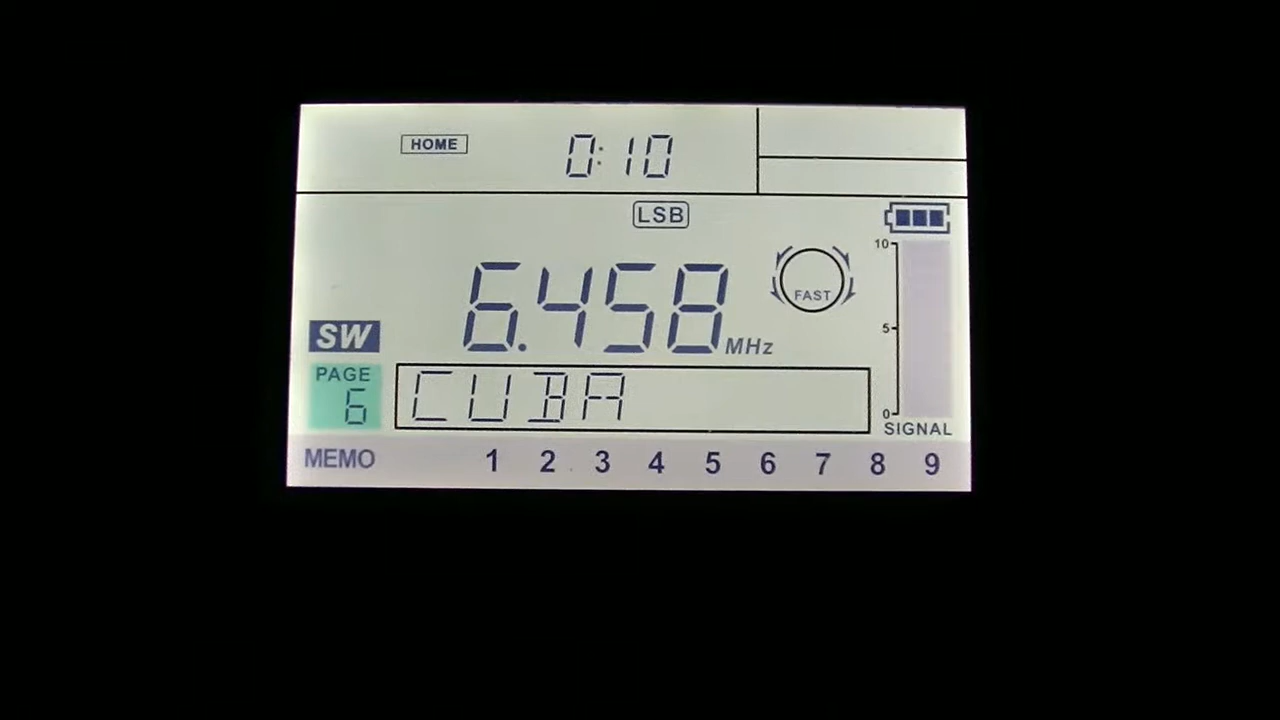 HOME 0:10
LSB
10
6.458 MHz
FAST
5
SW
PAGE
6
CUBA
0
SIGNAL
MEMO 1 2 3 4 5 6 7 8 9